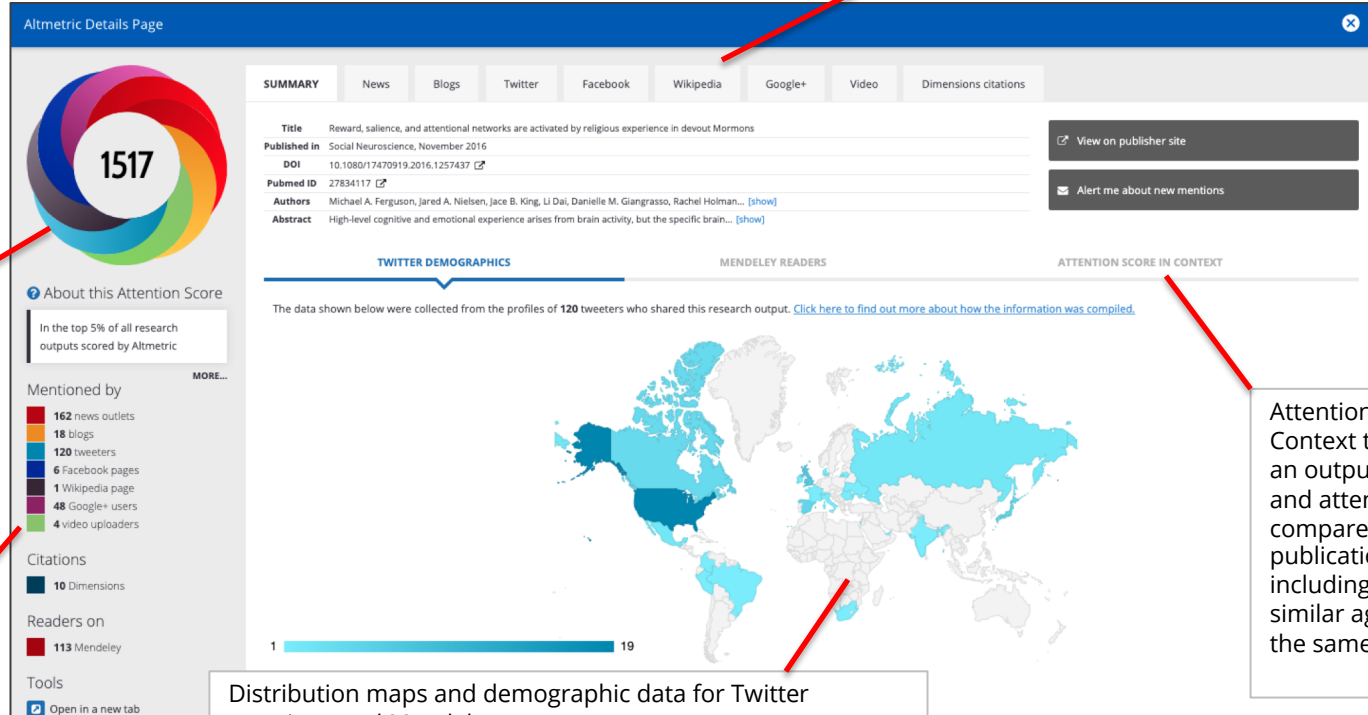 Altmetric Details Page
1517
About this Attention Score
In the top 5% of all research
outputs scored by Altmetric
MORE...
Mentioned by
162 news outlets
18 blogs
120 tweeters
6 Facebook pages
1 Wikipedia page
48 Google+ users
4 video uploaders
Citations
10 Dimensions
Readers on
113 Mendeley
Tools
Open in a new tab
SUMMARY News Blogs Twitter Facebook Wikipedia Google+ Video Dimensions citations
Title Reward, salience, and attentional networks are activated by religious experience in devout Mormons
Published in Social Neuroscience, November 2016
DOI 10.1080/17470919.2016.1257437
Pubmed ID 27834117
Authors Michael A. Ferguson, Jared A. Nielsen, Jace B. King, Li Dai, Danielle M. Giangrasso, Rachel Holman... [show]
Abstract High-level cognitive and emotional experience arises from brain activity, but the specific brain... [show]
View on publisher site
Alert me about new mentions
TWITTER DEMOGRAPHICS MENDELEY READERS ATTENTION SCORE IN CONTEXT
The data shown below were collected from the profiles of 120 tweeters who shared this research output. Click here to find out more about how the information was compiled.
1 19
Attention
Context t
an outpu
and atten
compare
publicatio
including
similar ag
the same
Distribution maps and demographic data for Twitter